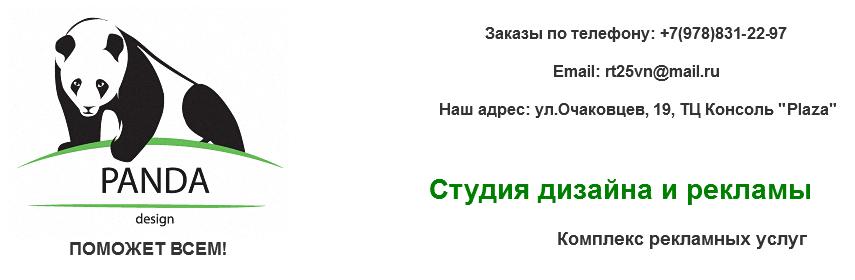 PANDA
design
ПОМОЖЕТ ВСЕМ!
Заказы по телефону: +7(978)831-22-97
Email: rt25vn@mail.ru
Наш адрес: ул.Очаковцев, 19, ТЦ Консоль "Plaza"
Студия дизайна и рекламы
Комплекс рекламных услуг